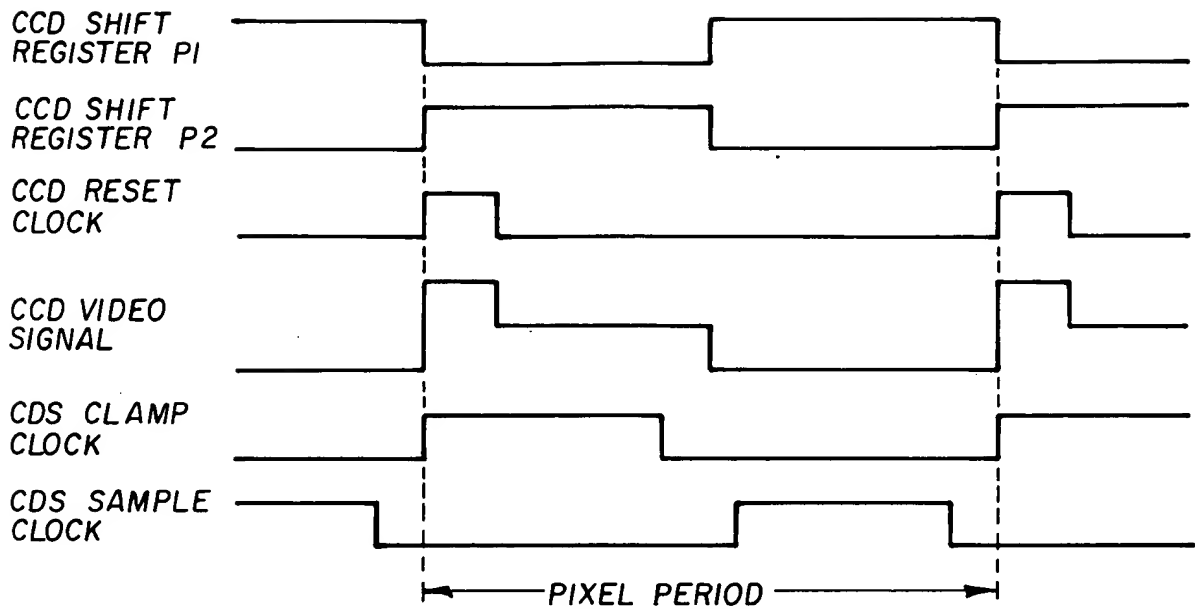 CCD SHIFT
REGISTER P1
CCD SHIFT
REGISTER P2
CCD RESET
CLOCK
CCD VIDEO
SIGNAL
CDS CLAMP
CLOCK
CDS SAMPLE
CLOCK
PIXEL PERIOD